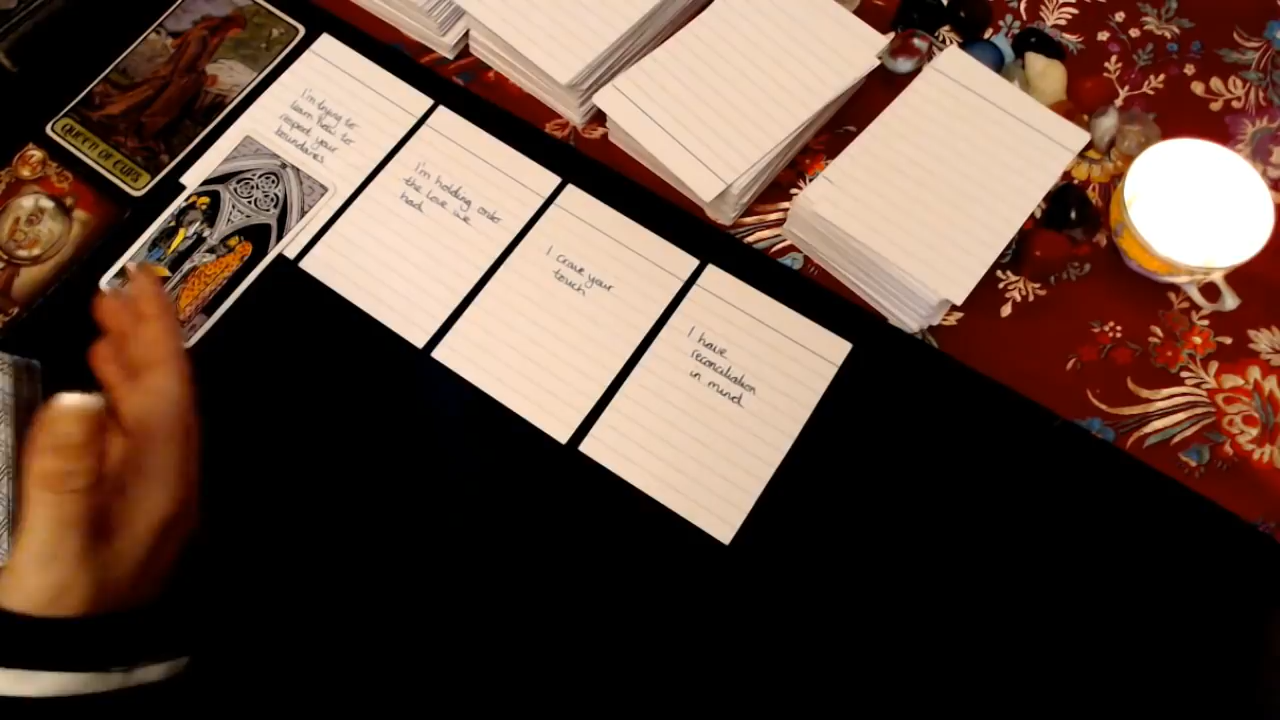 QUEEN OF CUPS
I'm trying to
learn how to
respect your
boundaries
I'm holding onto
the love we
had
I crave your
touch
I have
reconciliation
in mind